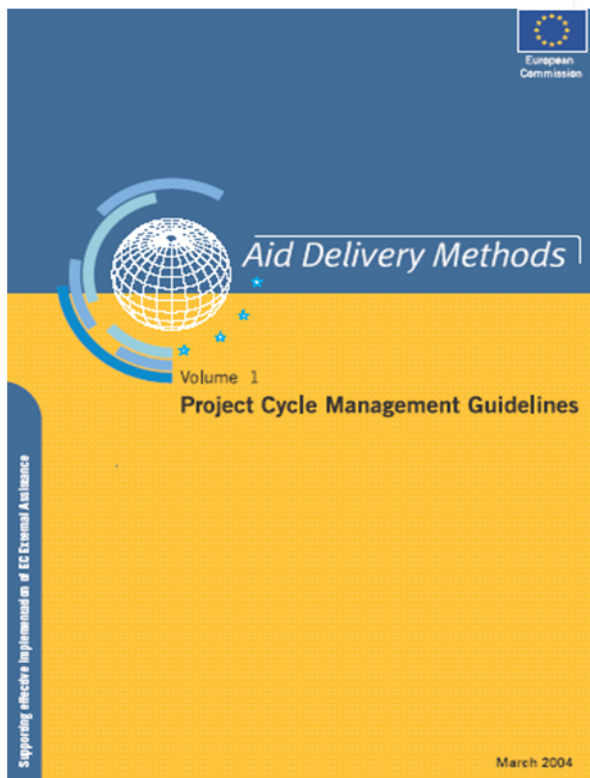 European
Commission
Aid Delivery Methods
Volume 1
Project Cycle Management Guidelines
Supporting effective implementation of EC External Assistance
March 2004